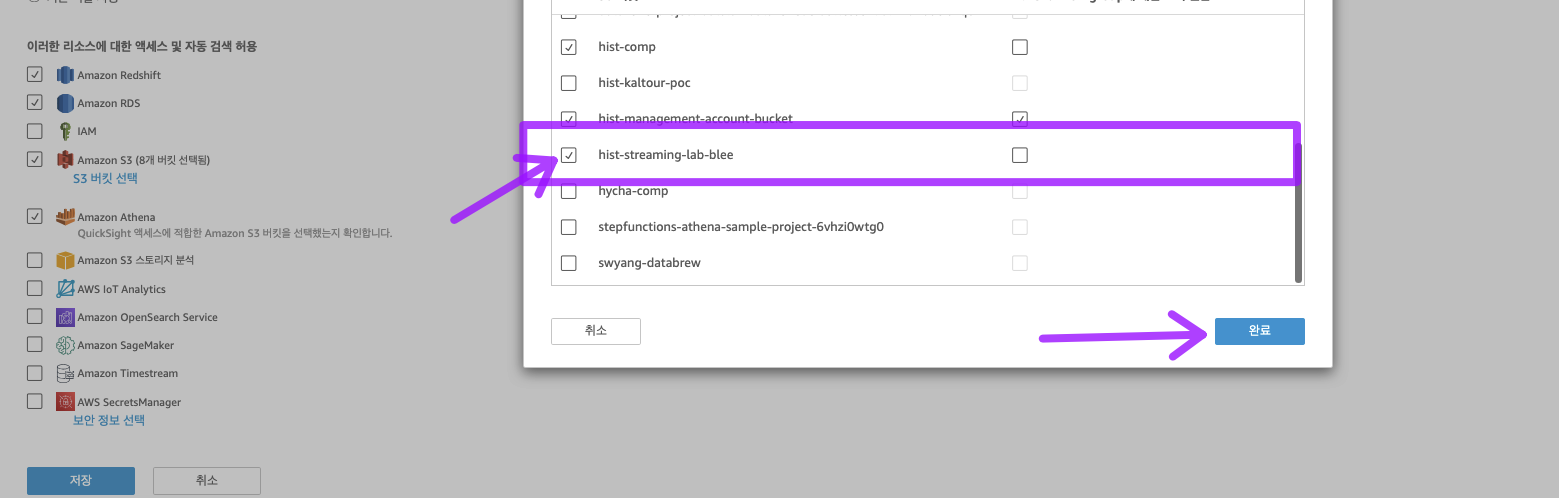 이러한 리소스에 대한 액세스 및 자동 검색 허용
Amazon Redshift
Amazon RDS
IAM
Amazon S3 (8개 버킷 선택됨)
S3 버킷 선택
Amazon Athena
QuickSight 액세스에 적합한 Amazon S3 버킷을 선택했는지 확인합니다.
Amazon S3 스토리지 분석
AWS IoT Analytics
Amazon OpenSearch Service
Amazon SageMaker
Amazon Timestream
AWS SecretsManager
보안 정보 선택
저장
취소
hist-comp
hist-kaltour-poc
hist-management-account-bucket
hist-streaming-lab-blee
hycha-comp
stepfunctions-athena-sample-project-6vhzi0wtg0
swyang-databrew
취소
완료